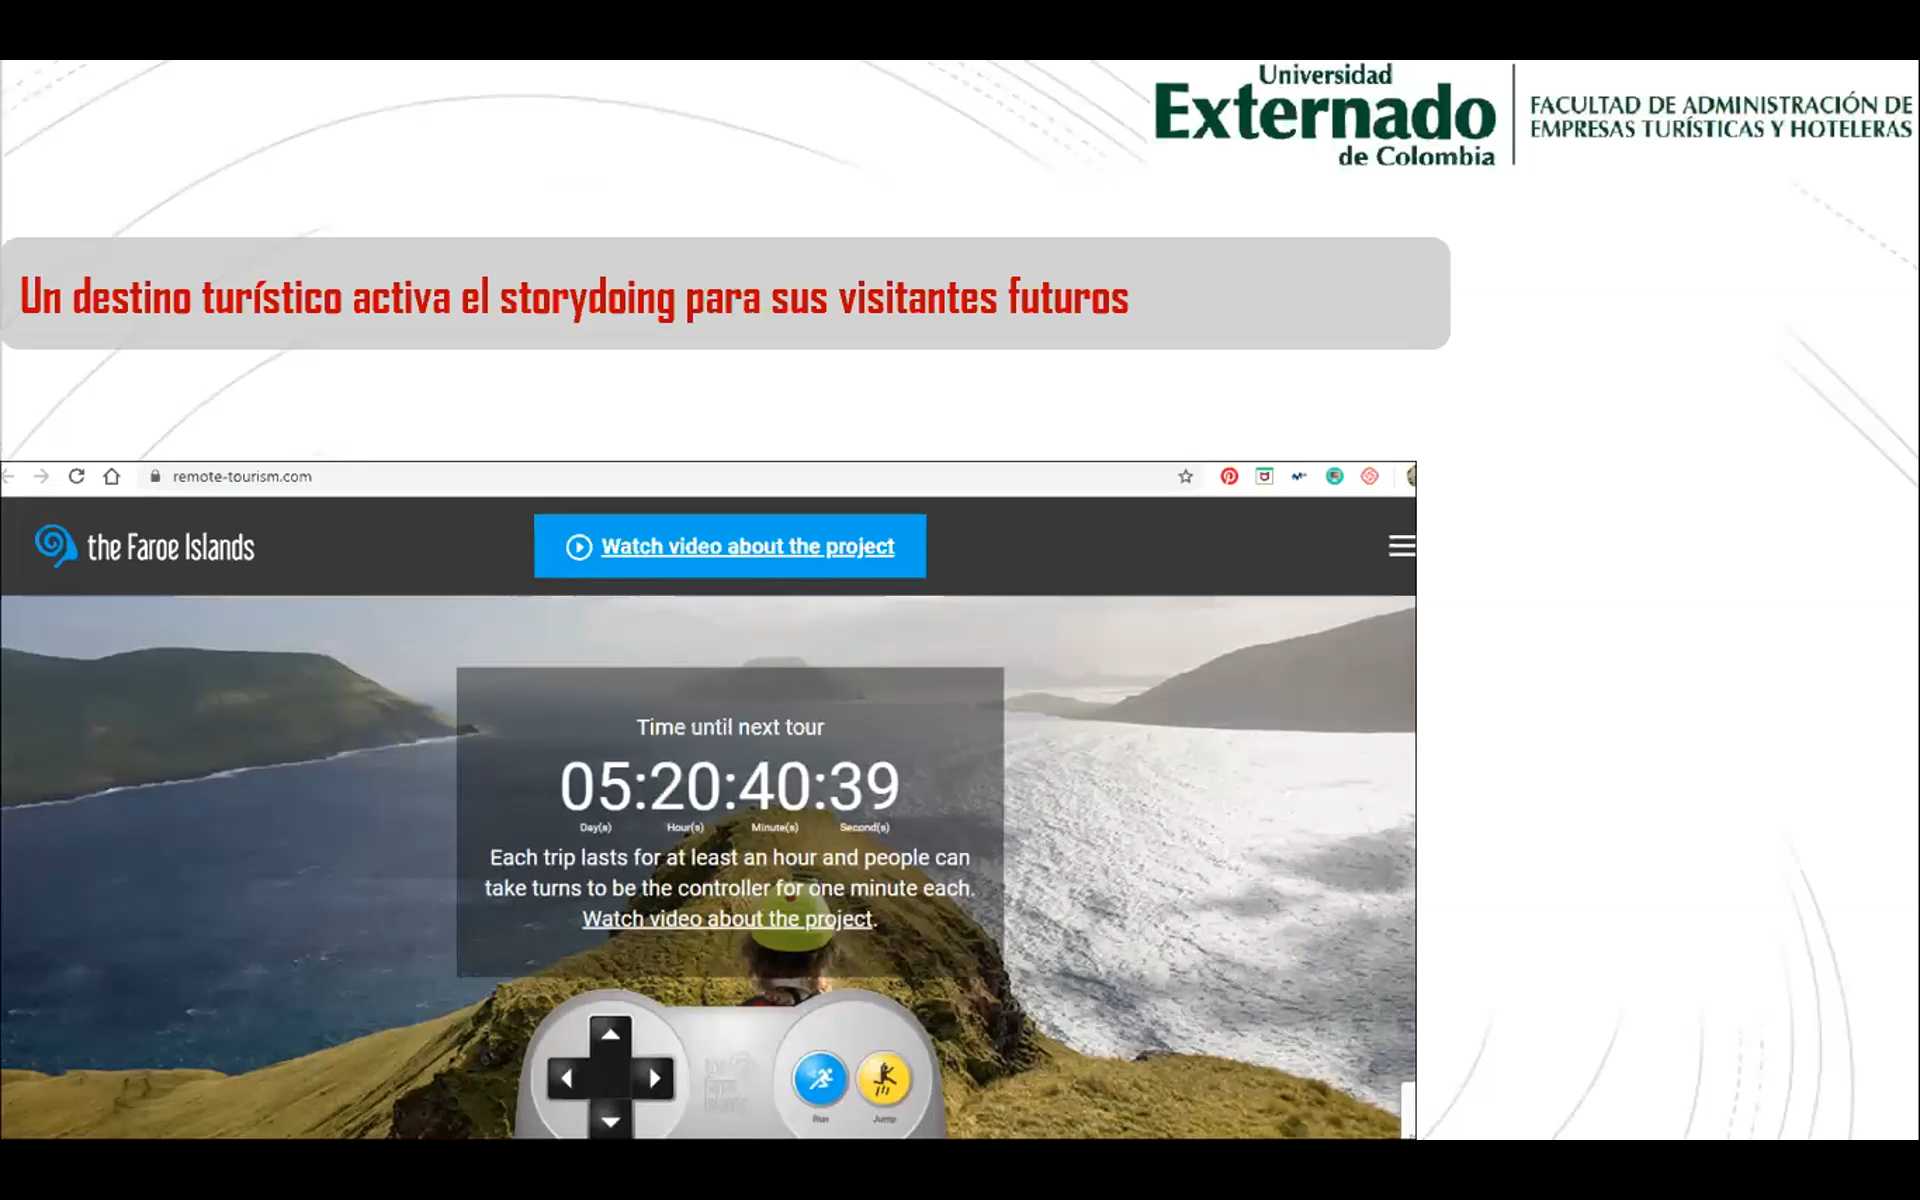 Universidad
Externado
de Colombia
FACULTAD DE ADMINISTRACIÓN DE
EMPRESAS TURÍSTICAS Y HOTELERAS
Un destino turístico activa el storydoing para sus visitantes futuros
remote-tourism.com
the Faroe Islands
Watch video about the project
Time until next tour
05:20:40:39
Day(s) Hour(s) Minute(s) Second(s)
Each trip lasts for at least an hour and people can
take turns to be the controller for one minute each.
Watch video about the project.
Run Jump